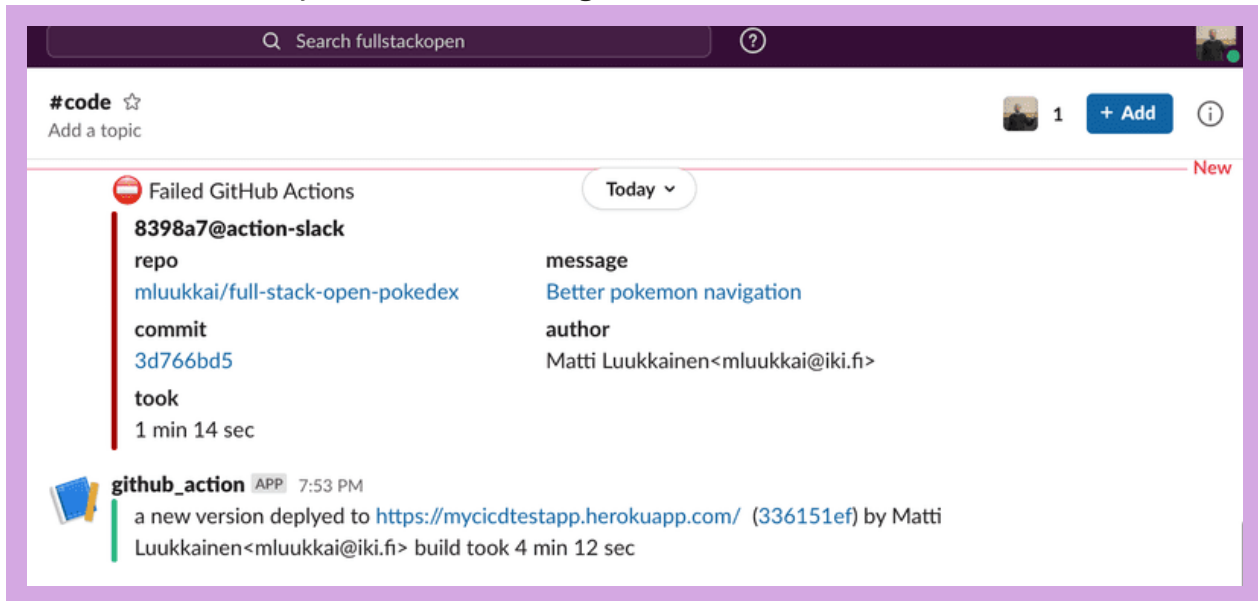 Search fullstackopen
#code
Add a topic
1
+ Add
New
Today
Failed GitHub Actions
8398a7@action-slack
repo
message
mluukkai/full-stack-open-pokedex
Better pokemon navigation
commit
author
3d766bd5
Matti Luukkainen<mluukkai@iki.fi>
took
1 min 14 sec
github_action APP 7:53 PM
a new version deplyed to https://mycicdtestapp.herokuapp.com/ (336151ef) by Matti
Luukkainen<mluukkai@iki.fi> build took 4 min 12 sec